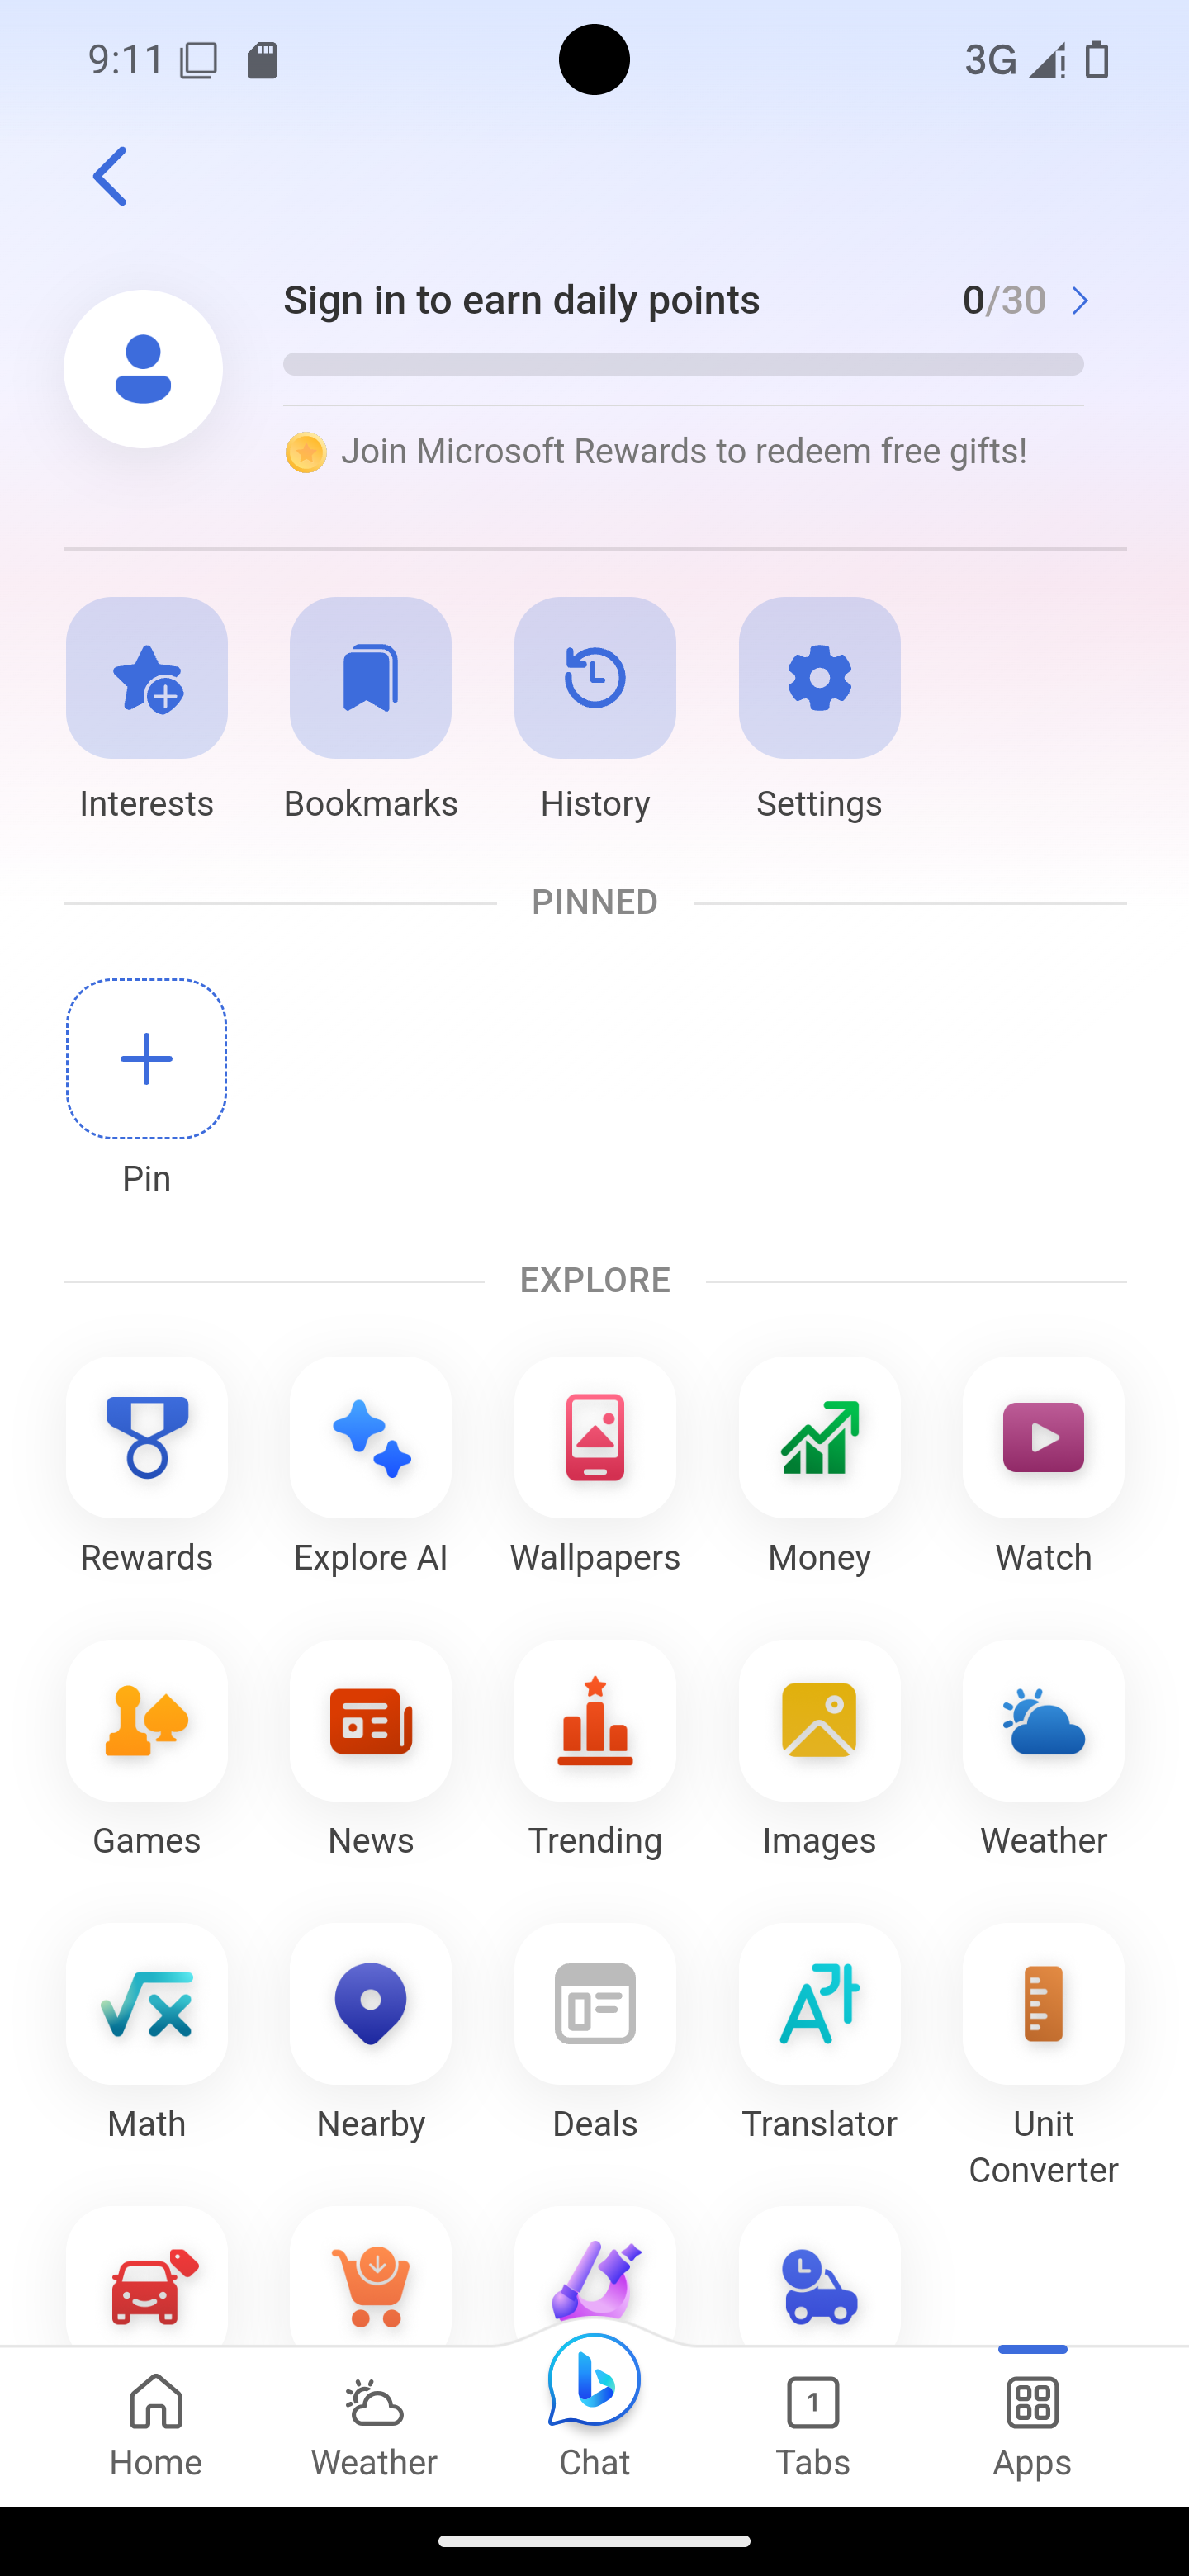 9:11
3G
Sign in to earn daily points 0/30
Join Microsoft Rewards to redeem free gifts!
Interests Bookmarks History Settings
PINNED
Pin
EXPLORE
Rewards Explore AI Wallpapers Money Watch
Games News Trending Images Weather
Math Nearby Deals Translator Unit
Converter
1
Home Weather Chat Tabs Apps